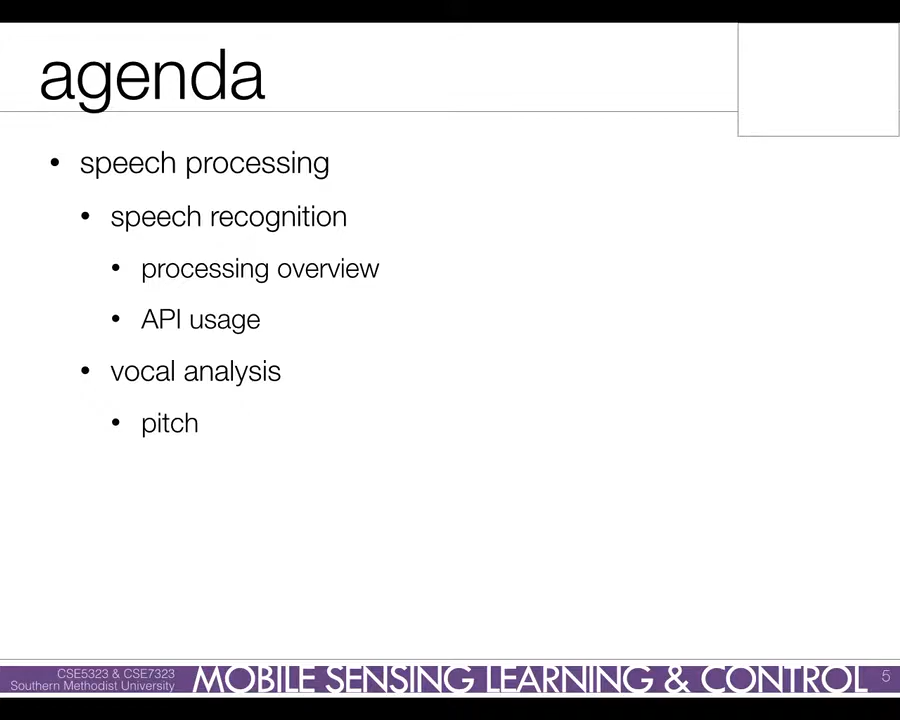 agenda
• speech processing
• speech recognition
• processing overview
• API usage
• vocal analysis
• pitch
CSE5323 & CSE7323
Southern Methodist University
MOBILE SENSING LEARNING & CONTROL
5